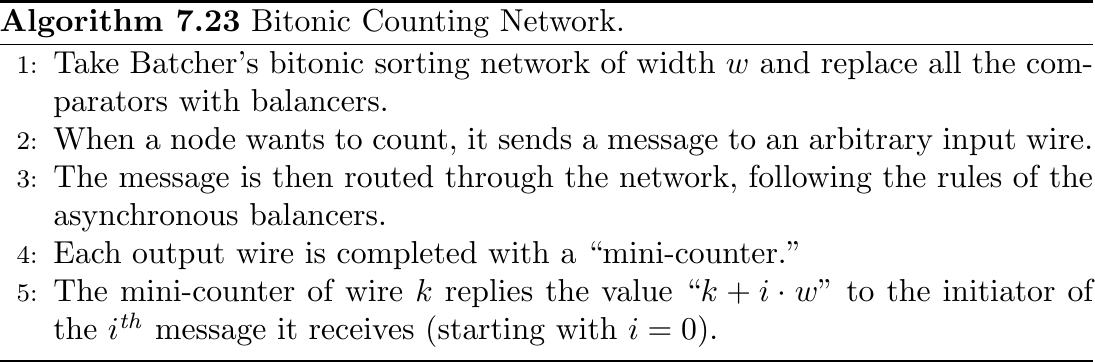 Algorithm 7.23 Bitonic Counting Network.
1: Take Batcher's bitonic sorting network of width w and replace all the com-
parators with balancers.
2: When a node wants to count, it sends a message to an arbitrary input wire.
3: The message is then routed through the network, following the rules of the
asynchronous balancers.
4: Each output wire is completed with a “mini-counter.”
5: The mini-counter of wire k replies the value “k + i · w” to the initiator of
the i^th message it receives (starting with i = 0).